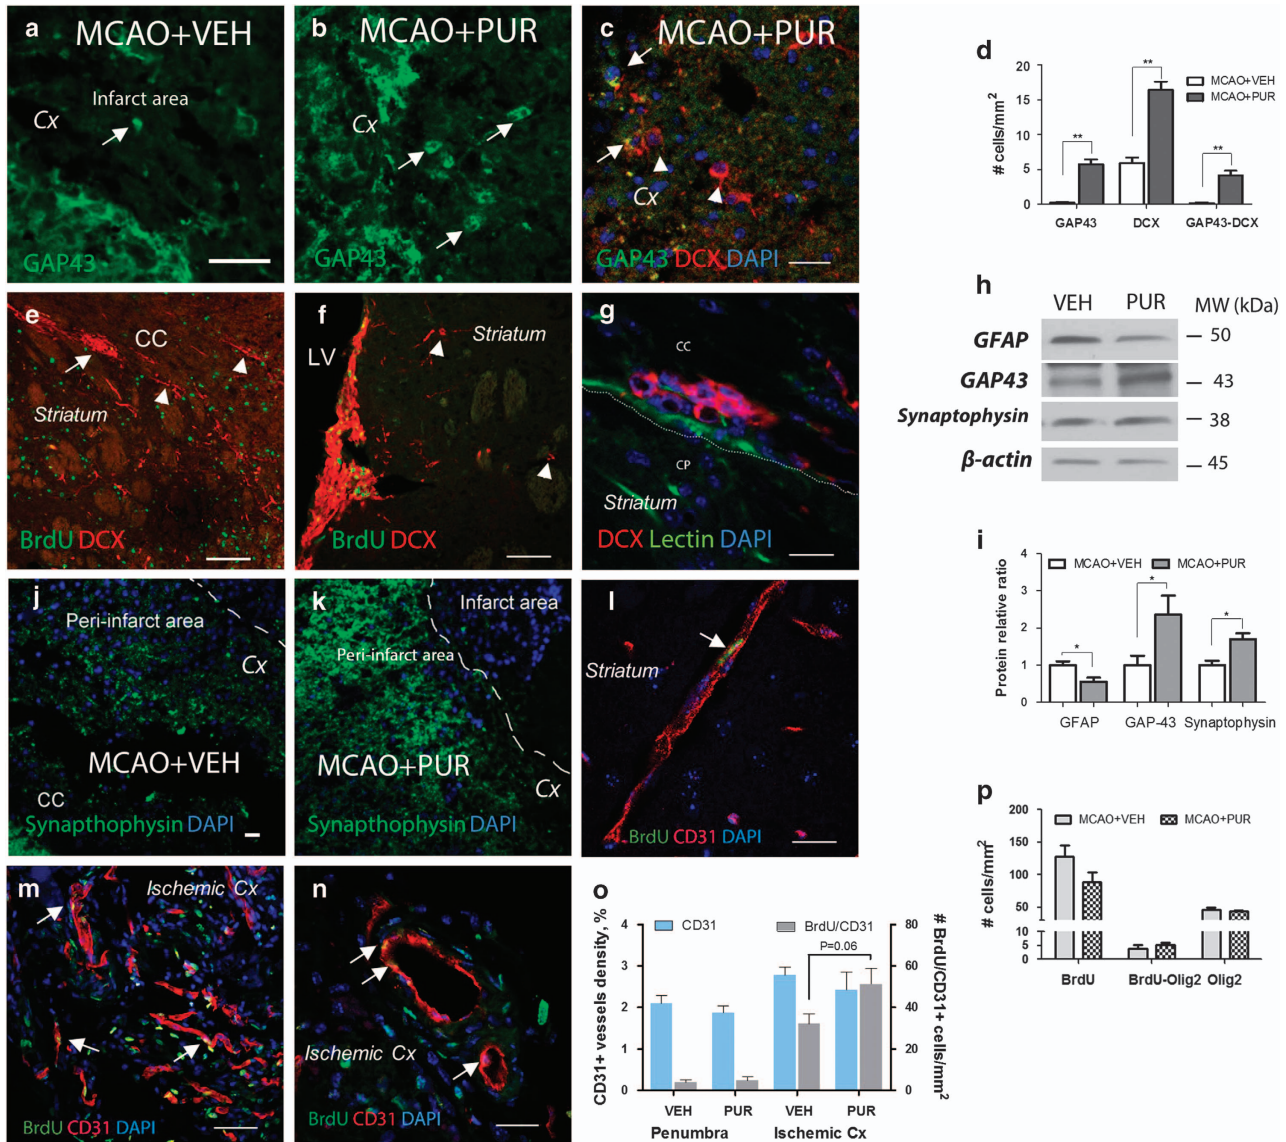 a MCAO+VEH
Infarct area
Cx
GAP43
b MCAO+PUR
Cx
GAP43
c MCAO+PUR
Cx
GAP43 DCX DAPI
d
# cells/mm²
20
15
10
5
0
**
**
**
MCAO+VEH
MCAO+PUR
GAP43 DCX GAP43-DCX
e
CC
Striatum
BrdU DCX
f
LV
Striatum
BrdU DCX
g
CC
CP
Striatum
DCX Lectin DAPI
h
VEH PUR MW (kDa)
GFAP 50
GAP43 43
Synaptophysin 38
β-actin 45
i
Protein relative ratio
4
3
2
1
0
MCAO+VEH MCAO+PUR
*
*
*
GFAP GAP-43 Synaptophysin
j
Peri-infarct area
Cx
MCAO+VEH
CC
Synapthophysin DAPI
k
Infarct area
Peri-infarct area
MCAO+PUR
Cx
Synapthophysin DAPI
l
Striatum
BrdU CD31 DAPI
m
Ischemic Cx
BrdU CD31 DAPI
n
Ischemic Cx
BrdU CD31 DAPI
o
CD31+ vessels density, %
4
3
2
1
0
CD31 BrdU/CD31
P=0.06
80
60
40
20
0
# BrdU/CD31+ cells/mm²
VEH PUR VEH PUR
Penumbra Ischemic Cx
p
# cells/mm²
200
150
100
50
10
5
0
MCAO+VEH MCAO+PUR
BrdU BrdU-Olig2 Olig2